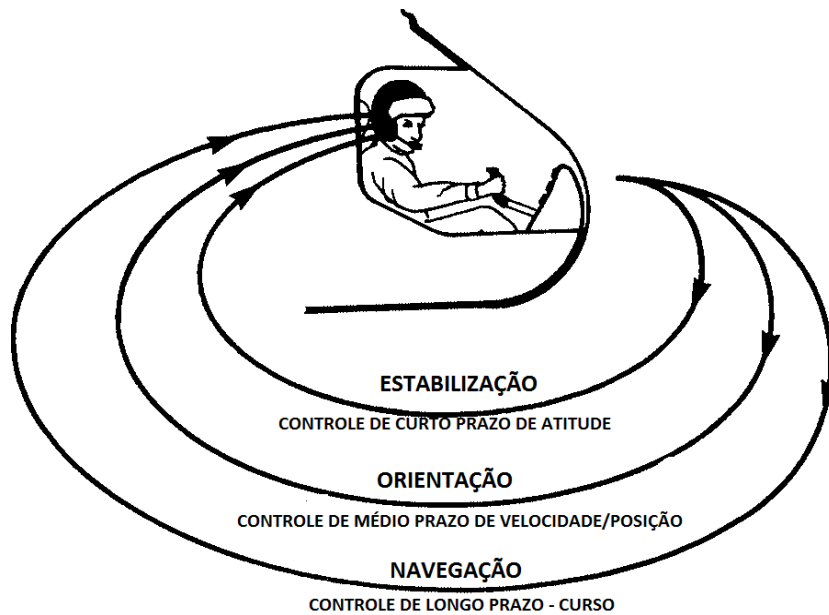 ESTABILIZAÇÃO
CONTROLE DE CURTO PRAZO DE ATITUDE
ORIENTAÇÃO
CONTROLE DE MÉDIO PRAZO DE VELOCIDADE/POSIÇÃO
NAVEGAÇÃO
CONTROLE DE LONGO PRAZO - CURSO